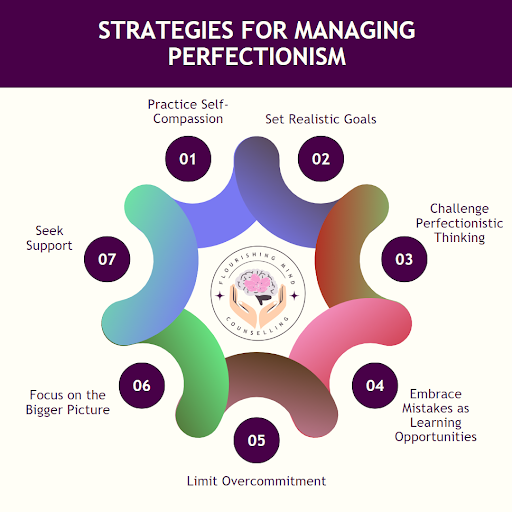 STRATEGIES FOR MANAGING
PERFECTIONISM
Practice Self-
Compassion
01
Set Realistic Goals
02
Challenge
Perfectionistic
Thinking
03
Embrace
Mistakes as
Learning
Opportunities
04
Limit Overcommitment
05
Focus on the
Bigger Picture
06
Seek
Support
07
FLOURISHING MIND
COUNSELLING